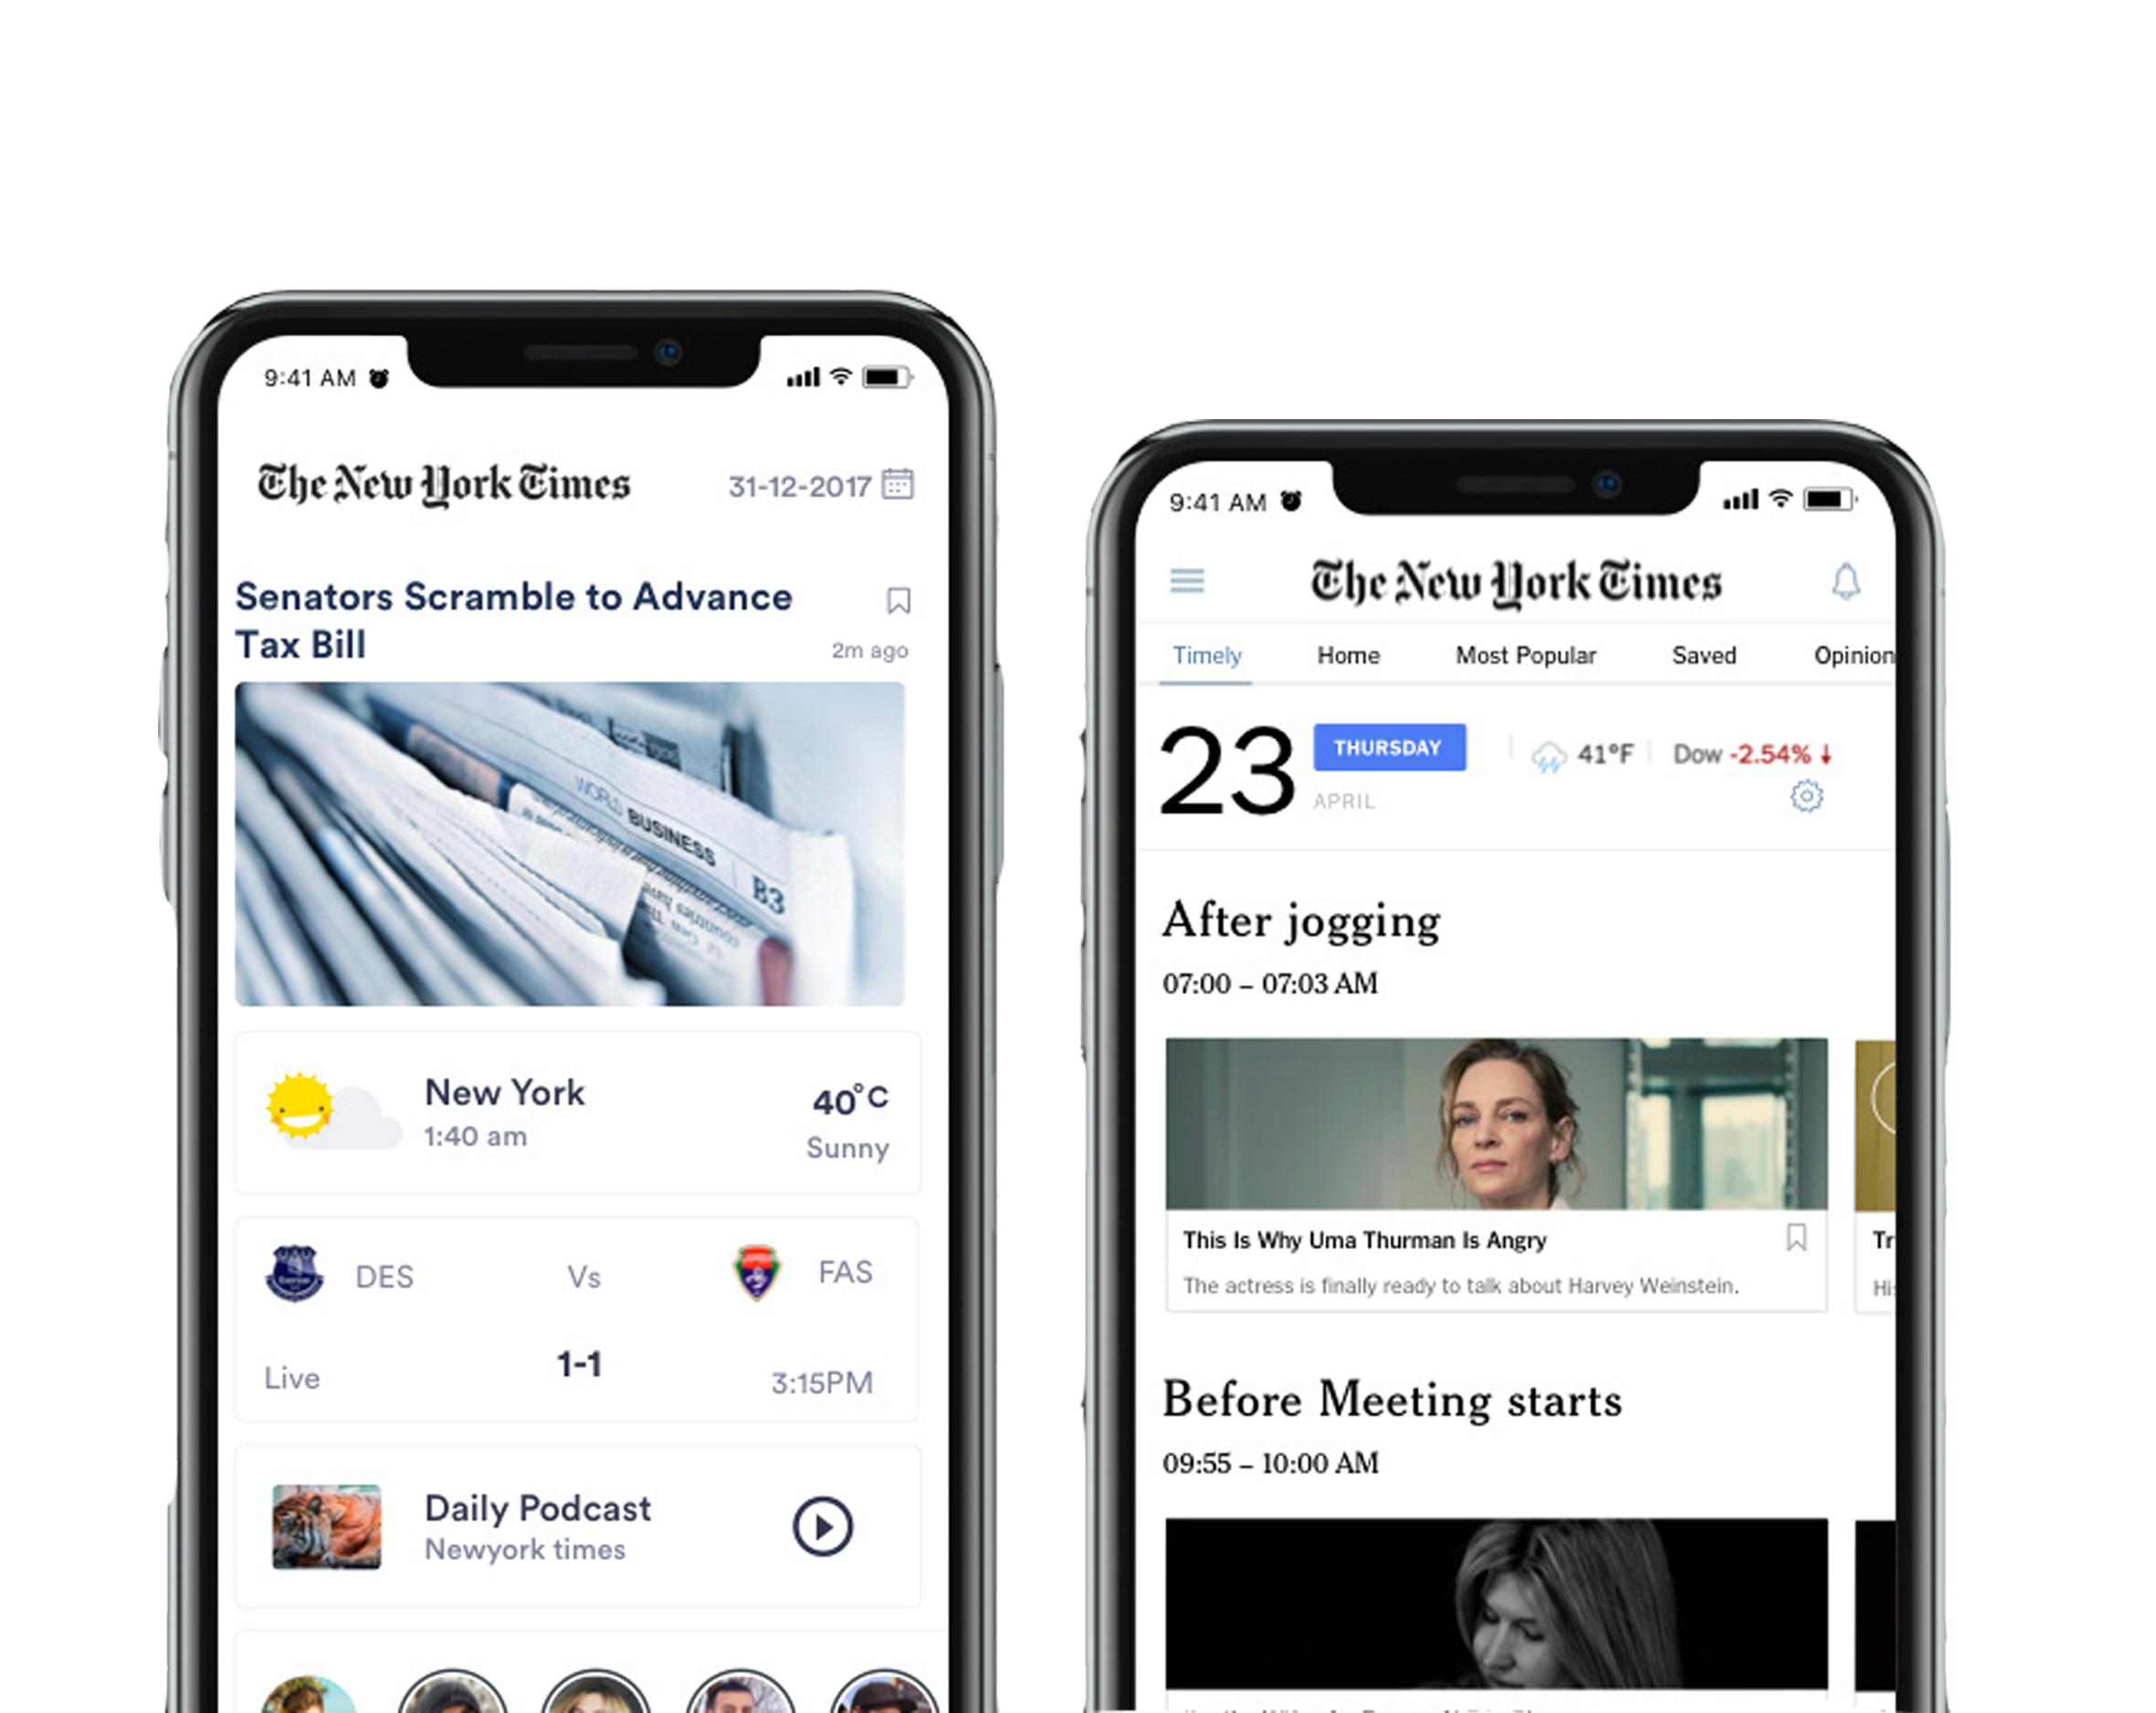 9:41 AM
The New York Times
31-12-2017
Senators Scramble to Advance
Tax Bill
2m ago
WORLD BUSINESS B3
New York
1:40 am
40°C
Sunny
DES
Vs
FAS
1-1
Live
3:15PM
Daily Podcast
Newyork times
9:41 AM
The New York Times
Timely
Home
Most Popular
Saved
Opinion
23
THURSDAY
APRIL
41°F
Dow -2.54%
After jogging
07:00 – 07:03 AM
This Is Why Uma Thurman Is Angry
The actress is finally ready to talk about Harvey Weinstein.
Tr
His
Before Meeting starts
09:55 – 10:00 AM